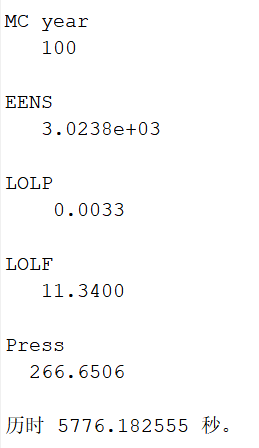 MC year
100
EENS
3.0238e+03
LOLP
0.0033
LOLF
11.3400
Press
266.6506
历时 5776.182555 秒。